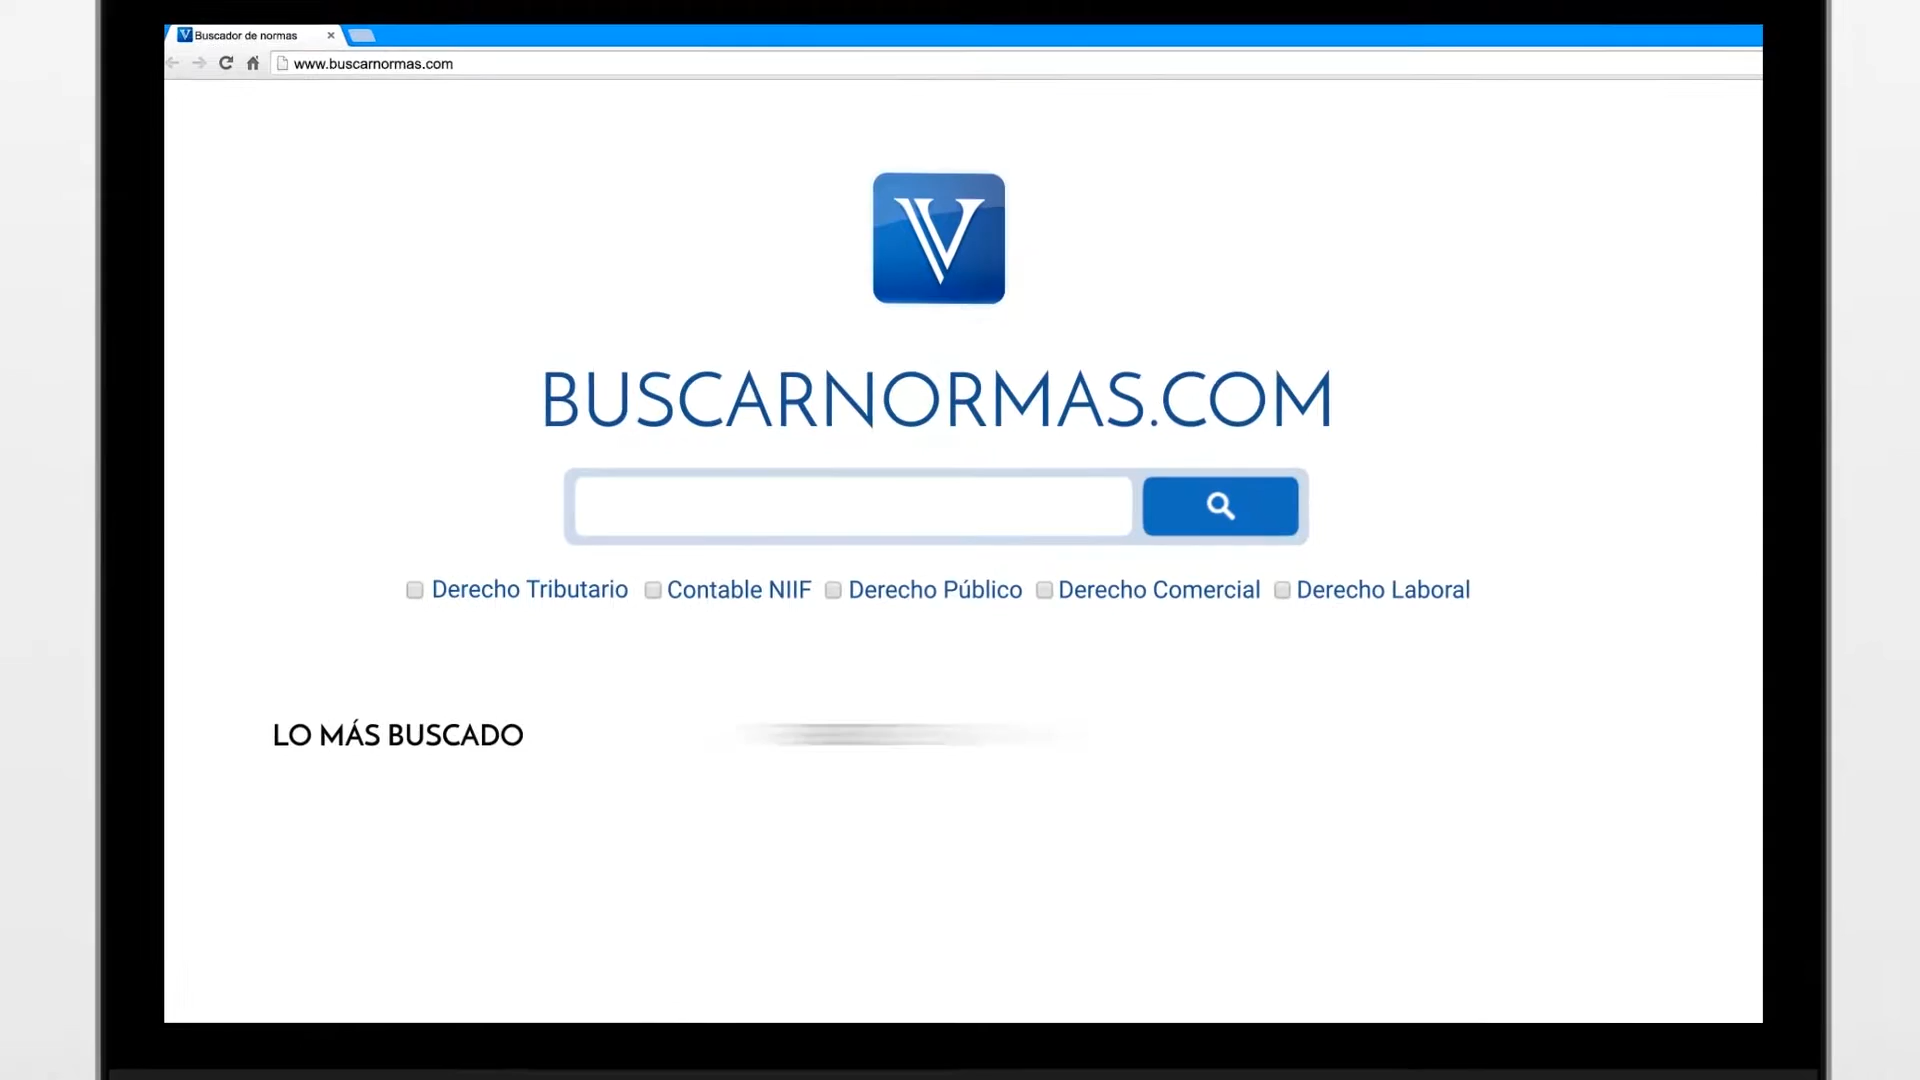 Buscador de normas
www.buscarnormas.com
V
BUSCARNORMAS.COM
Derecho Tributario Contable NIIF Derecho Público Derecho Comercial Derecho Laboral
LO MÁS BUSCADO